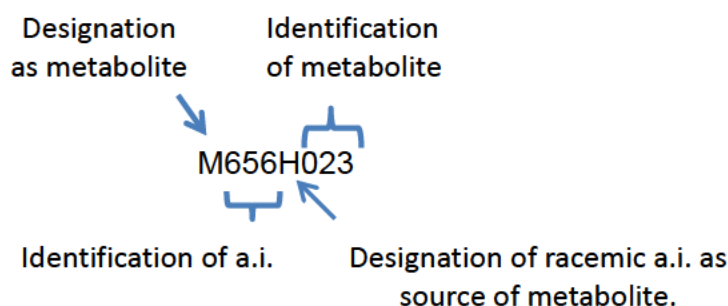 Designation
as metabolite
Identification
of metabolite
M656H023
Identification of a.i.
Designation of racemic a.i. as
source of metabolite.